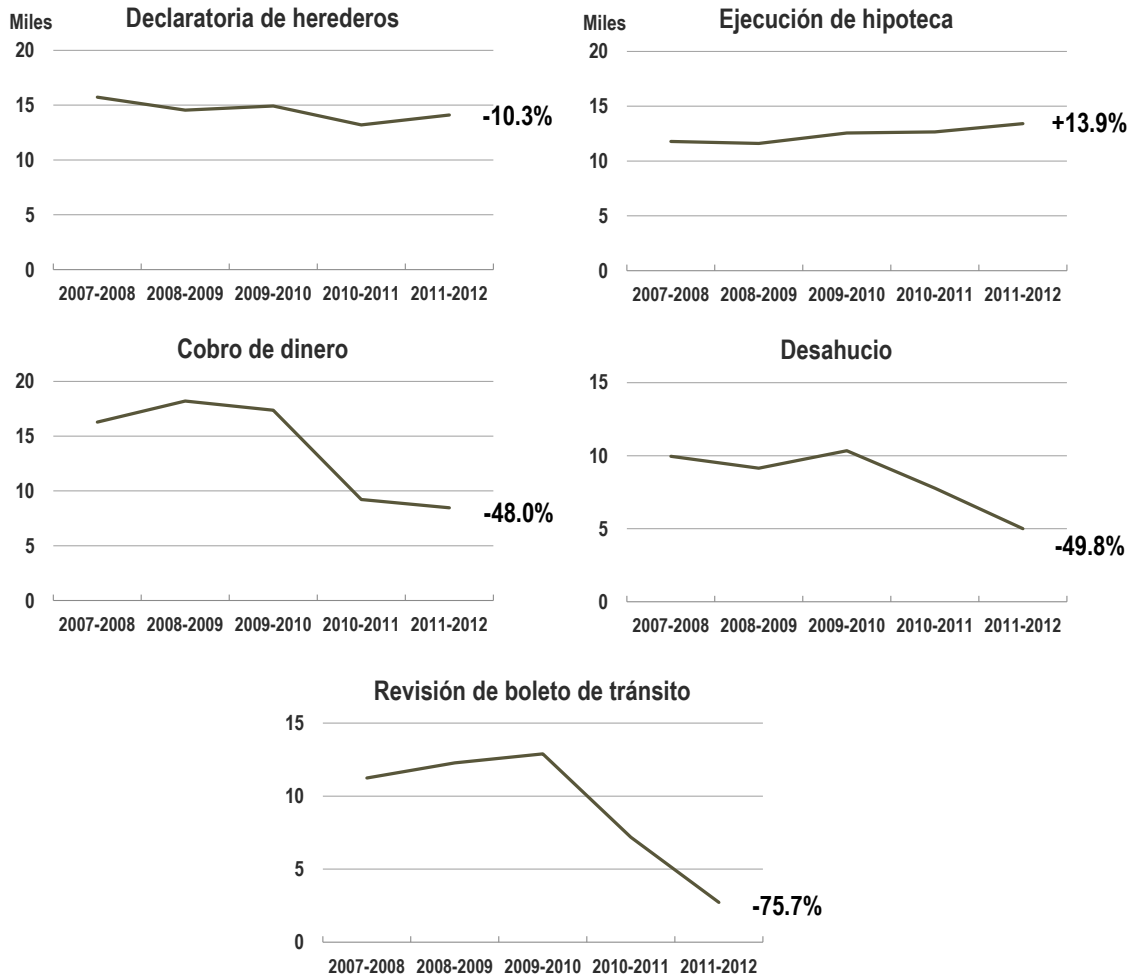 Miles
Declaratoria de herederos
20
15
10
5
0
-10.3%
2007-2008 2008-2009 2009-2010 2010-2011 2011-2012
Miles
Ejecución de hipoteca
20
15
10
5
0
+13.9%
2007-2008 2008-2009 2009-2010 2010-2011 2011-2012
Cobro de dinero
20
15
10
5
0
-48.0%
2007-2008 2008-2009 2009-2010 2010-2011 2011-2012
Desahucio
15
10
5
0
-49.8%
2007-2008 2008-2009 2009-2010 2010-2011 2011-2012
Revisión de boleto de tránsito
15
10
5
0
-75.7%
2007-2008 2008-2009 2009-2010 2010-2011 2011-2012